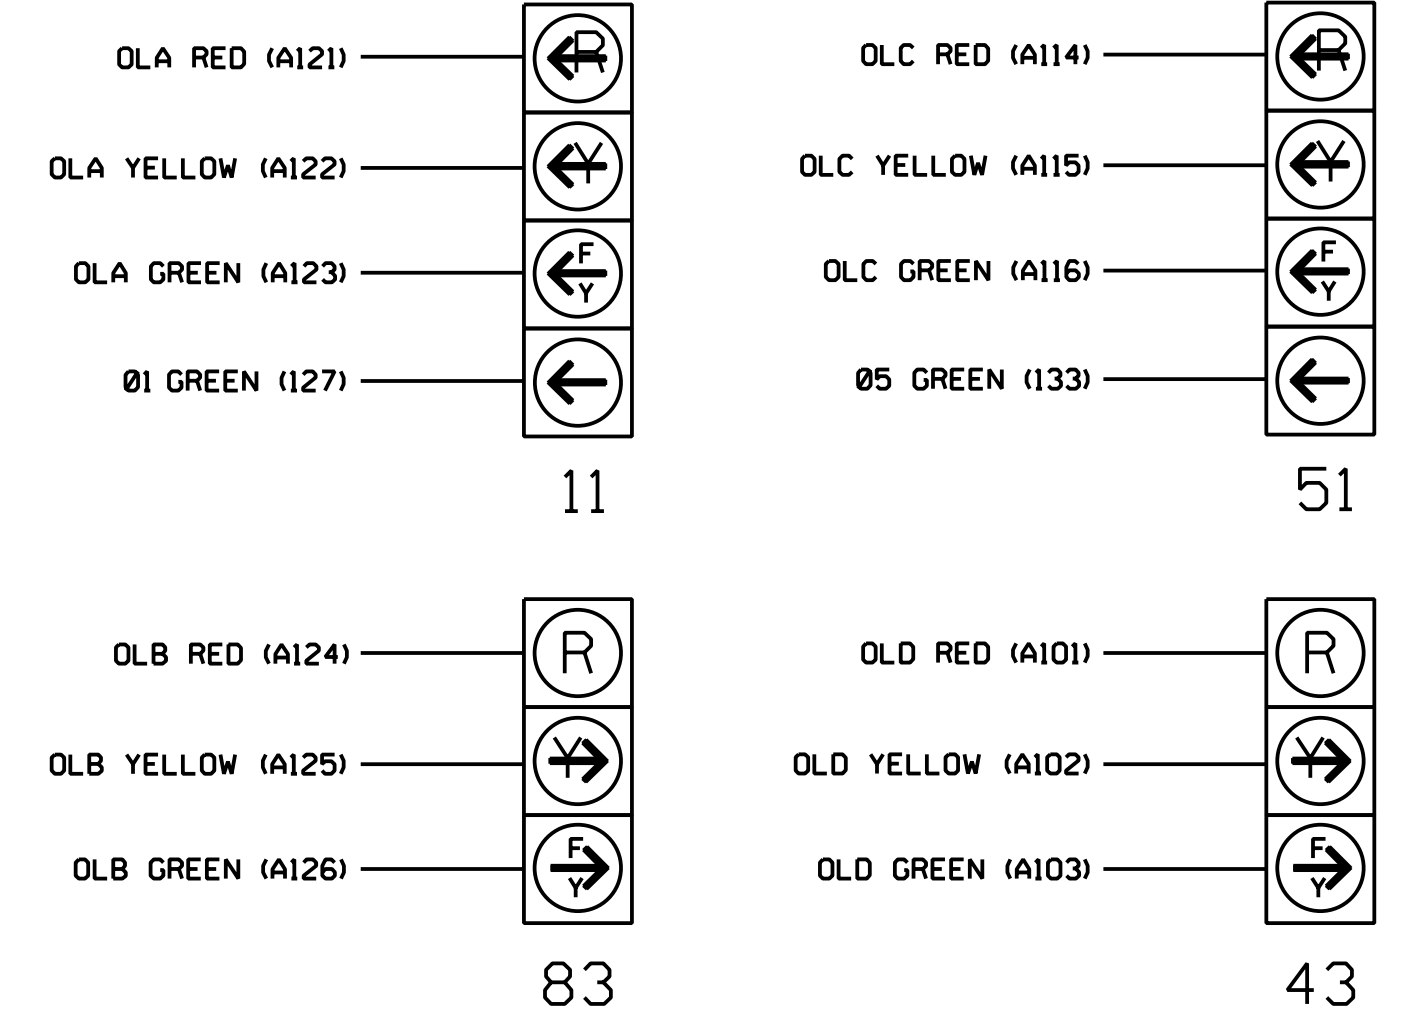 OLA RED (A121)
R
OLA YELLOW (A122)
Y
OLA GREEN (A123)
F
Y
Ø1 GREEN (127)
11
OLC RED (A114)
R
OLC YELLOW (A115)
Y
OLC GREEN (A116)
F
Y
Ø5 GREEN (133)
51
OLB RED (A124)
R
OLB YELLOW (A125)
Y
OLB GREEN (A126)
F
Y
83
OLD RED (A101)
R
OLD YELLOW (A102)
Y
OLD GREEN (A103)
F
Y
43